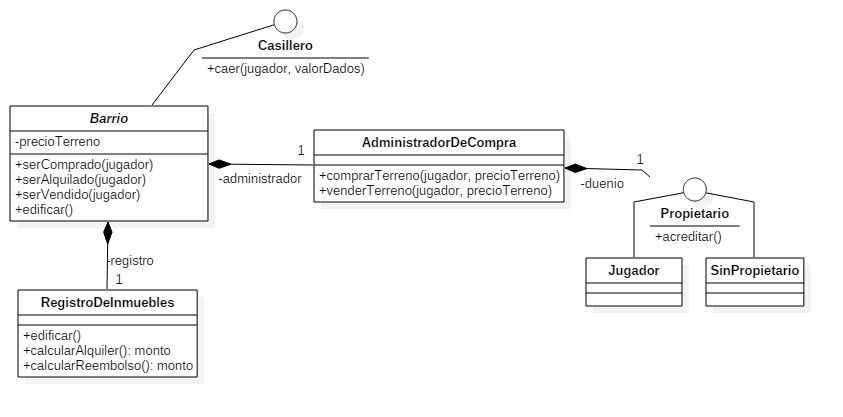 Casillero
+caer(jugador, valorDados)
Barrio
-precioTerreno
+serComprado(jugador)
+serAlquilado(jugador)
+serVendido(jugador)
+edificar()
1
-administrador
AdministradorDeCompra
+comprarTerreno(jugador, precioTerreno)
+venderTerreno(jugador, precioTerreno)
1
-duenio
Propietario
+acreditar()
Jugador
SinPropietario
-registro
1
RegistroDeInmuebles
+edificar()
+calcularAlquiler(): monto
+calcularReembolso(): monto